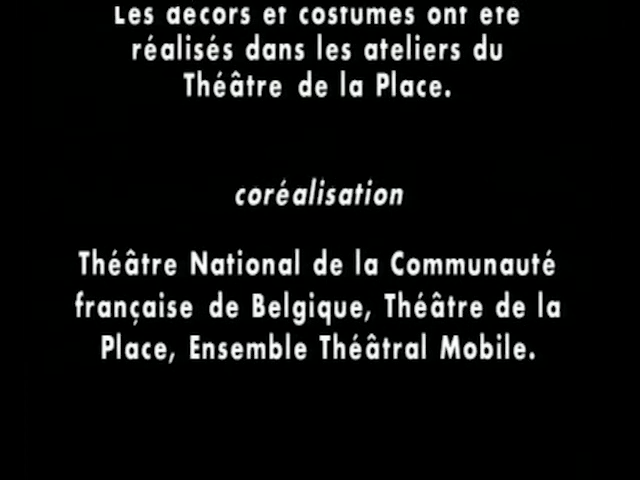 Les décors et costumes ont été
réalisés dans les ateliers du
Théâtre de la Place.
coréalisation
Théâtre National de la Communauté
française de Belgique, Théâtre de la
Place, Ensemble Théâtral Mobile.